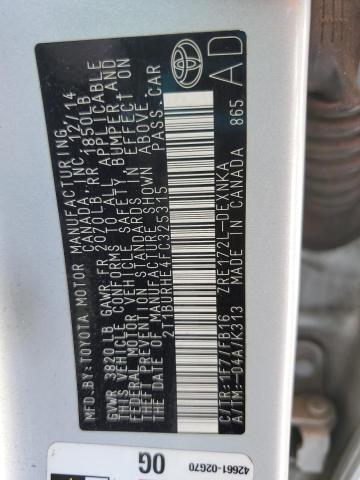 MFD.BY:TOYOTA MOTOR MANUFACTURING
CANADA, INC 12/14
GVWR 3820LB GAWR FR 2070LB RR 1850LB
THIS VEHICLE CONFORMS TO ALL APPLICABLE
FEDERAL MOTOR VEHICLE SAFETY, BUMPER AND
THEFT PREVENTION STANDARDS IN EFFECT ON
THE DATE OF MANUFACTURE SHOWN ABOVE
2T1BURHE4FC325315 PASS.CAR
TOYOTA
AD
C/TR:1F7/FB16 ZRE172L-DEXNKA
A/TM:-04A/K313 MADE IN CANADA 865
42661-02G70
0G